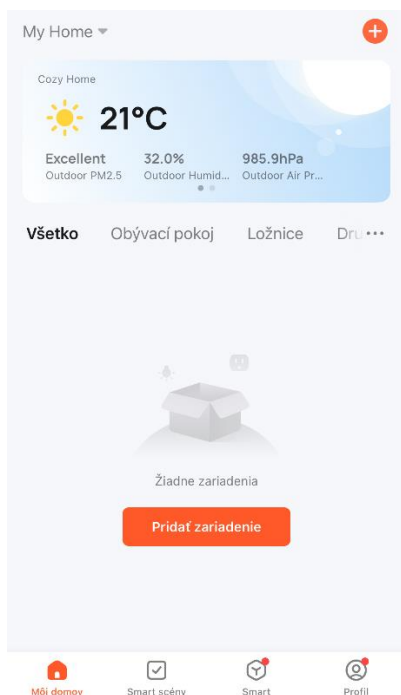 My Home
Cozy Home
21°C
Excellent 32.0% 985.9hPa
Outdoor PM2.5 Outdoor Humid... Outdoor Air Pr...
Všetko Obývací pokoj Ložnice Dru...
Žiadne zariadenia
Pridať zariadenie
Môj domov Smart scény Smart Profil